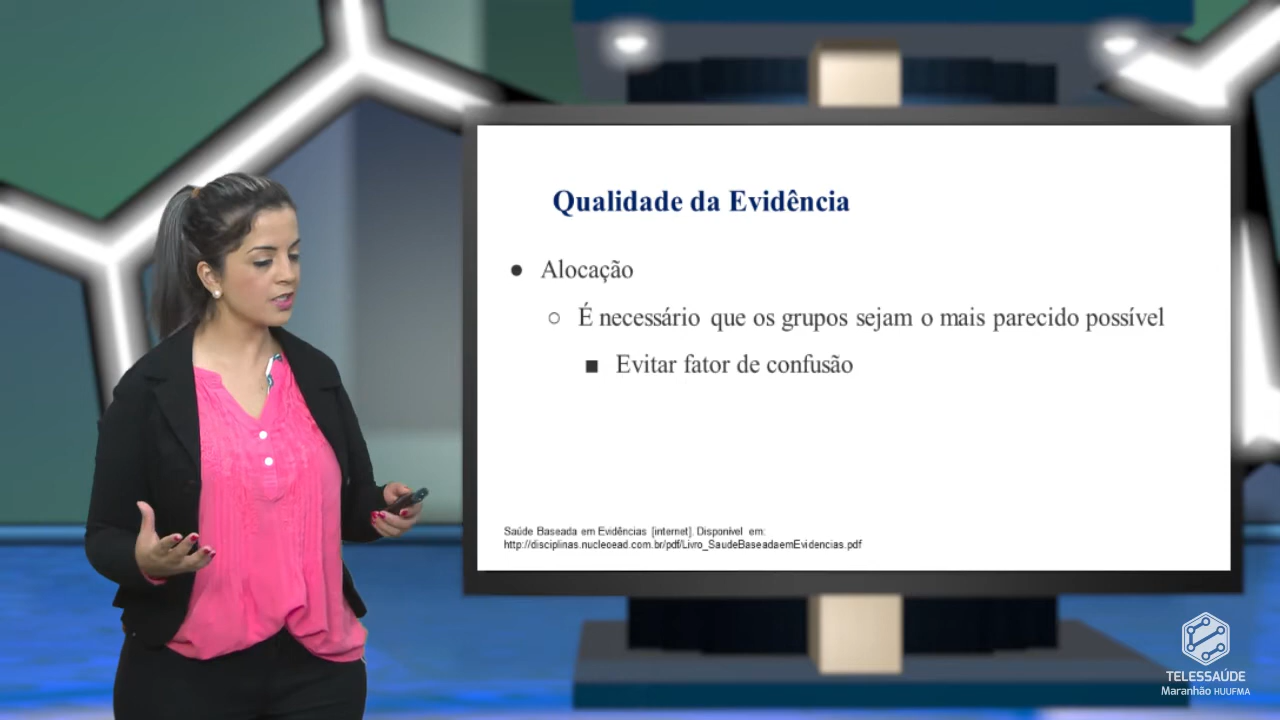 Qualidade da Evidência
● Alocação
○ É necessário que os grupos sejam o mais parecido possível
■ Evitar fator de confusão
Saúde Baseada em Evidências [internet]. Disponível em:
http://disciplinas.nucleoead.com.br/pdf/Livro_SaudeBaseadaemEvidencias.pdf
TELESSAÚDE
Maranhão HUUFMA